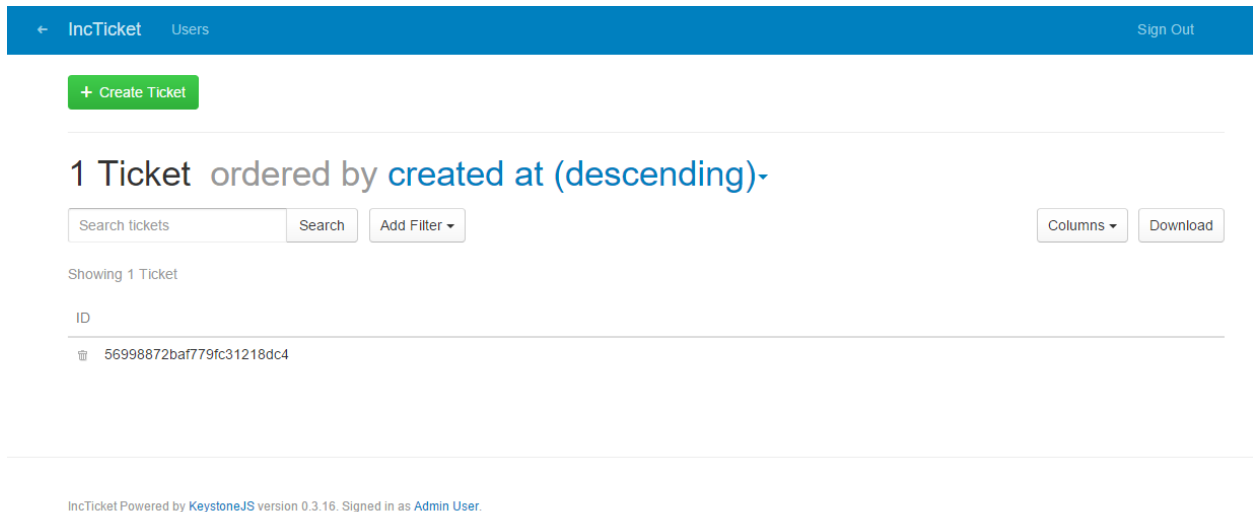 ← IncTicket Users Sign Out
+ Create Ticket
1 Ticket ordered by created at (descending)
Search tickets Search Add Filter Columns Download
Showing 1 Ticket
ID
56998872baf779fc31218dc4
IncTicket Powered by KeystoneJS version 0.3.16. Signed in as Admin User.